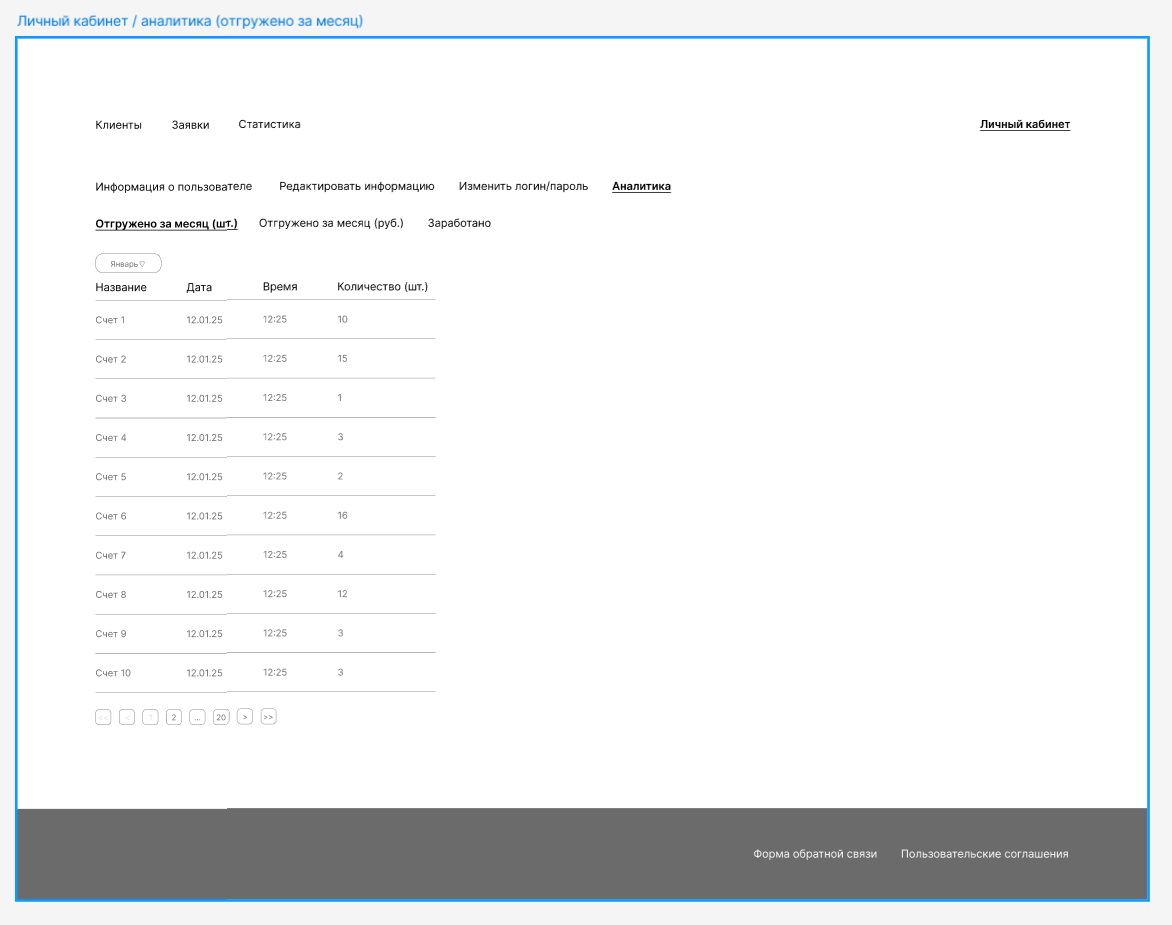 Личный кабинет / аналитика (отгружено за месяц)
Клиенты Заявки Статистика Личный кабинет
Информация о пользователе Редактировать информацию Изменить логин/пароль Аналитика
Отгружено за месяц (шт.) Отгружено за месяц (руб.) Заработано
Январь▽
Название Дата Время Количество (шт.)
Счет 1 12.01.25 12:25 10
Счет 2 12.01.25 12:25 15
Счет 3 12.01.25 12:25 1
Счет 4 12.01.25 12:25 3
Счет 5 12.01.25 12:25 2
Счет 6 12.01.25 12:25 16
Счет 7 12.01.25 12:25 4
Счет 8 12.01.25 12:25 12
Счет 9 12.01.25 12:25 3
Счет 10 12.01.25 12:25 3
<< < 1 2 ... 20 > >>
Форма обратной связи Пользовательские соглашения